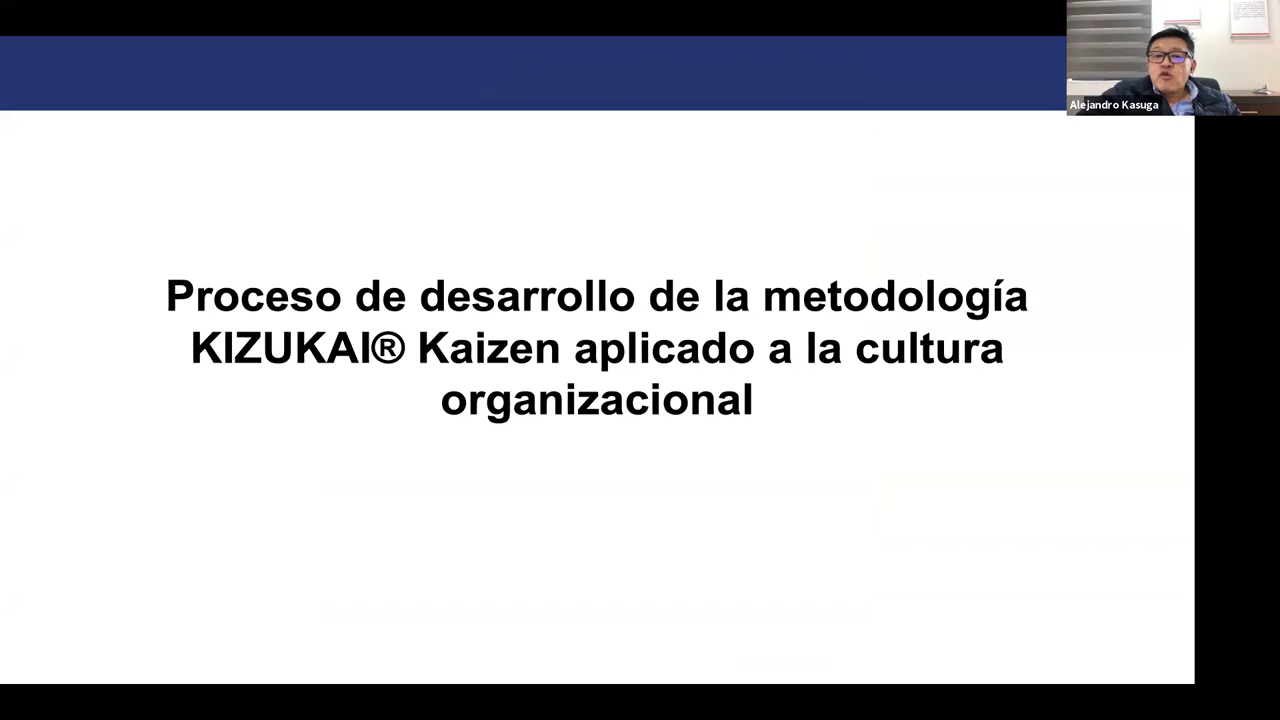 Alejandro Kasuga
Proceso de desarrollo de la metodología
KIZUKAI® Kaizen aplicado a la cultura
organizacional